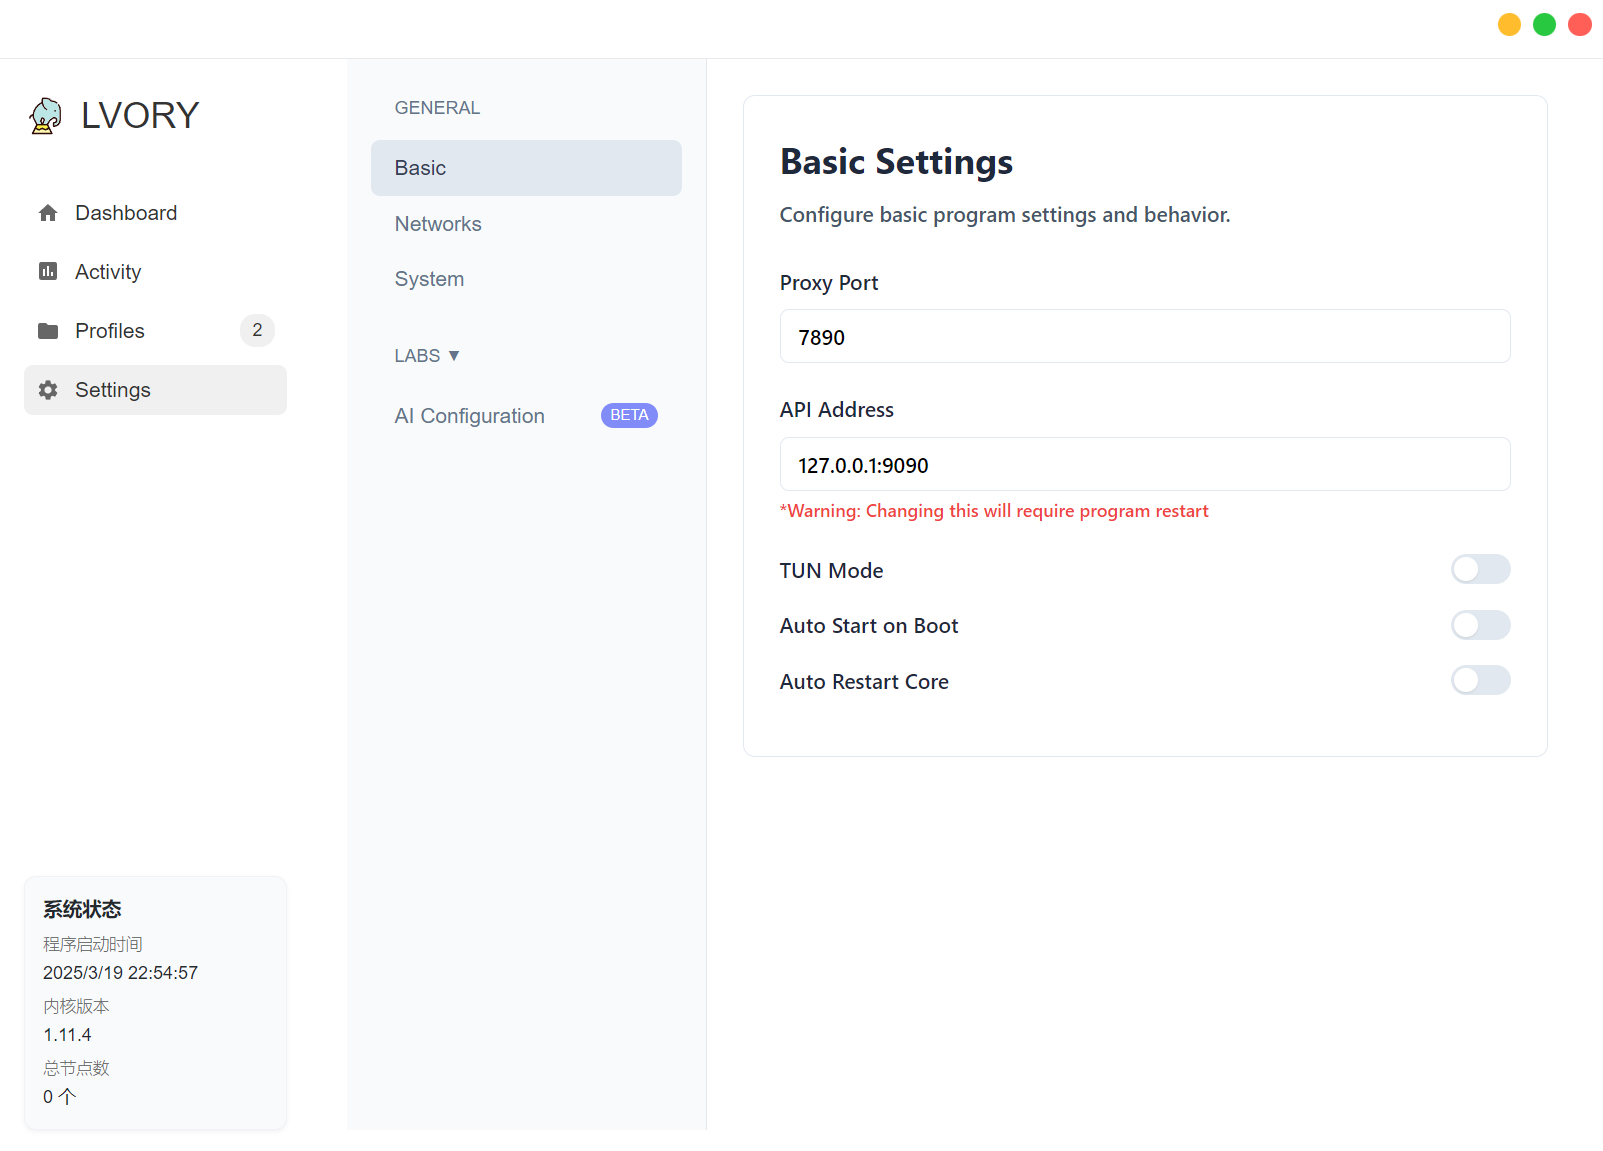 LVORY
Dashboard
Activity
Profiles 2
Settings
系统状态
程序启动时间
2025/3/19 22:54:57
内核版本
1.11.4
总节点数
0 个
GENERAL
Basic
Networks
System
LABS ▼
AI Configuration BETA
Basic Settings
Configure basic program settings and behavior.
Proxy Port
7890
API Address
127.0.0.1:9090
*Warning: Changing this will require program restart
TUN Mode
Auto Start on Boot
Auto Restart Core